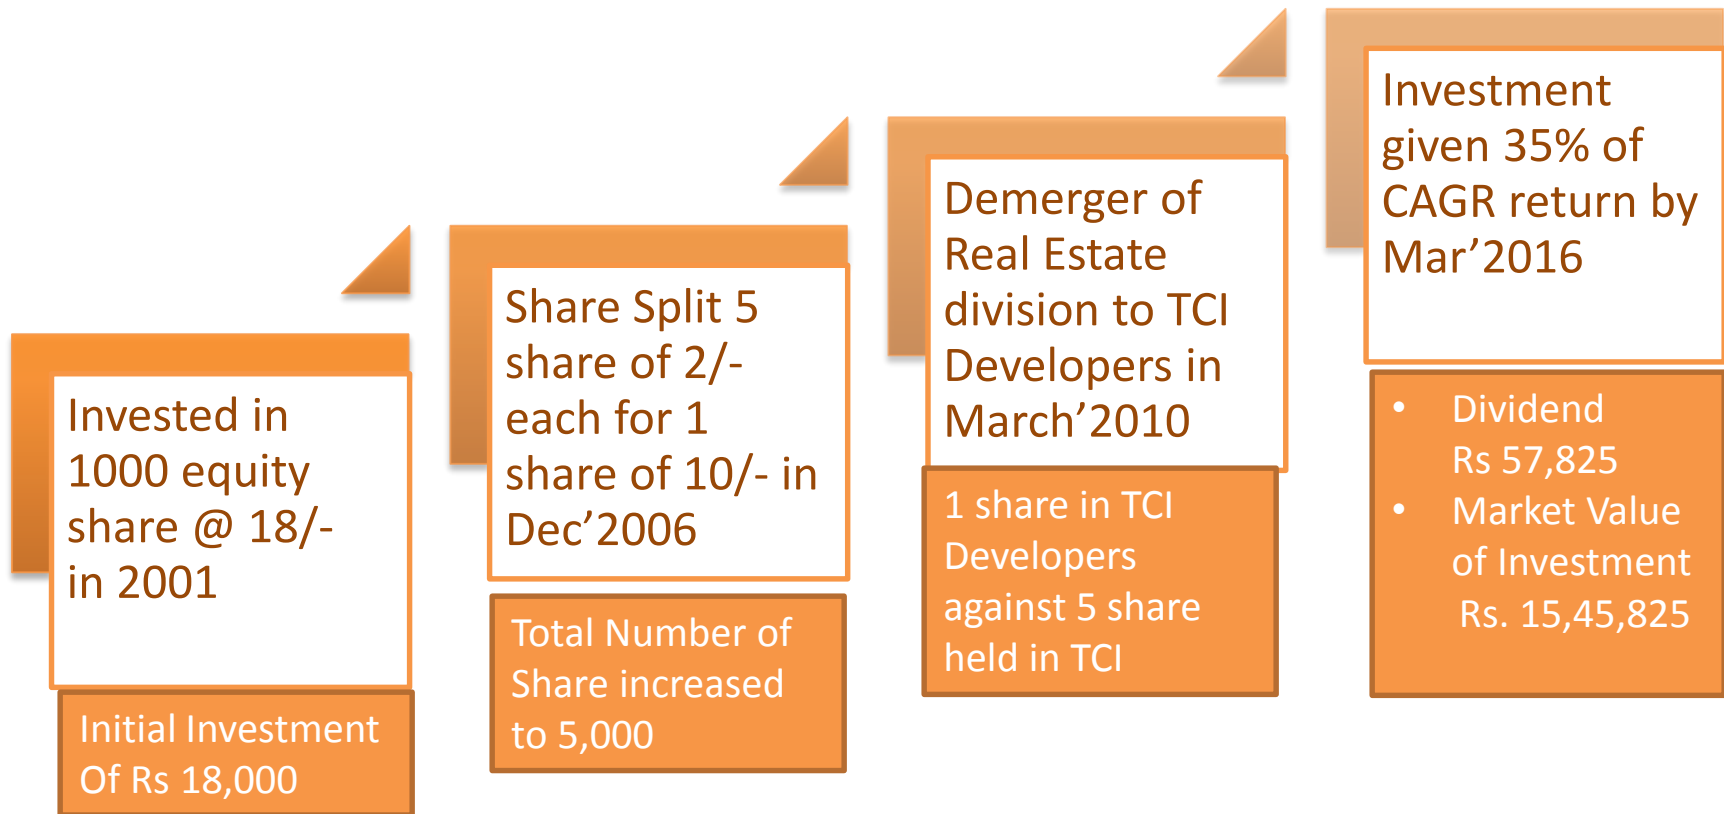 Invested in
1000 equity
share @ 18/-
in 2001
Initial Investment
Of Rs 18,000
Share Split 5
share of 2/-
each for 1
share of 10/- in
Dec’2006
Total Number of
Share increased
to 5,000
Demerger of
Real Estate
division to TCI
Developers in
March’2010
1 share in TCI
Developers
against 5 share
held in TCI
Investment
given 35% of
CAGR return by
Mar’2016
• Dividend
Rs 57,825
• Market Value
of Investment
Rs. 15,45,825